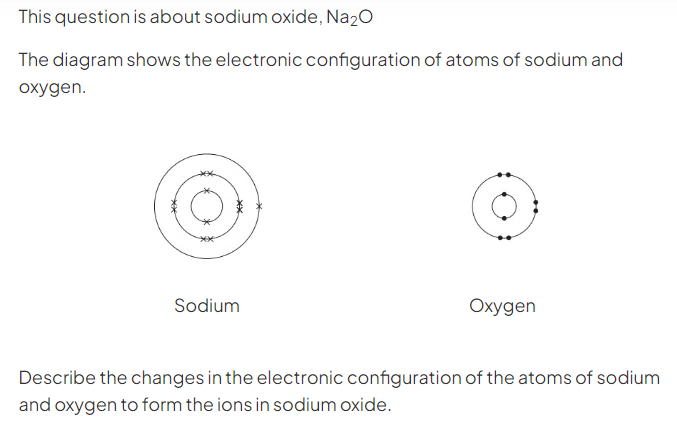 This question is about sodium oxide, Na₂O
The diagram shows the electronic configuration of atoms of sodium and
oxygen.
Sodium
Oxygen
Describe the changes in the electronic configuration of the atoms of sodium
and oxygen to form the ions in sodium oxide.